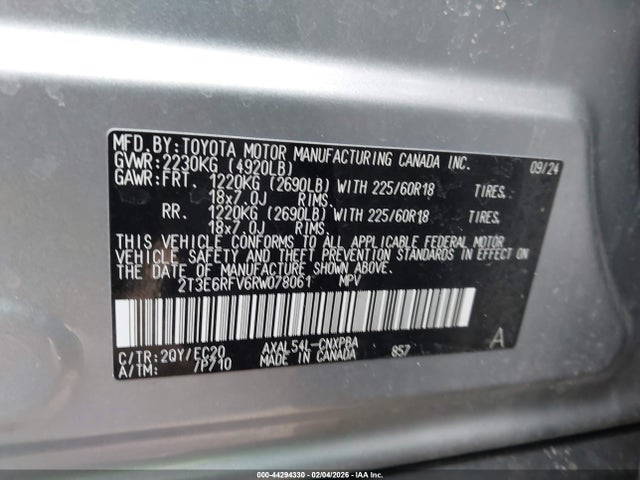 MFD.BY:TOYOTA MOTOR MANUFACTURING CANADA INC. 09/24
GVWR:2230KG (4920LB)
GAWR:FRT. 1220KG (2690LB) WITH 225/60R18 TIRES.
18x7.0J RIMS.
RR. 1220KG (2690LB) WITH 225/60R18 TIRES.
18x7.0J RIMS.
THIS VEHICLE CONFORMS TO ALL APPLICABLE FEDERAL MOTOR
VEHICLE SAFETY AND THEFT PREVENTION STANDARDS IN EFFECT ON
THE DATE OF MANUFACTURE SHOWN ABOVE.
2T3E6RFV6RW078061 MPV
C/TR:2QY/EC20 AXAL54L-CNXPBA 857 A
A/TM: /P710 MADE IN CANADA
000-44294330 - 02/04/2026 - IAA Inc.